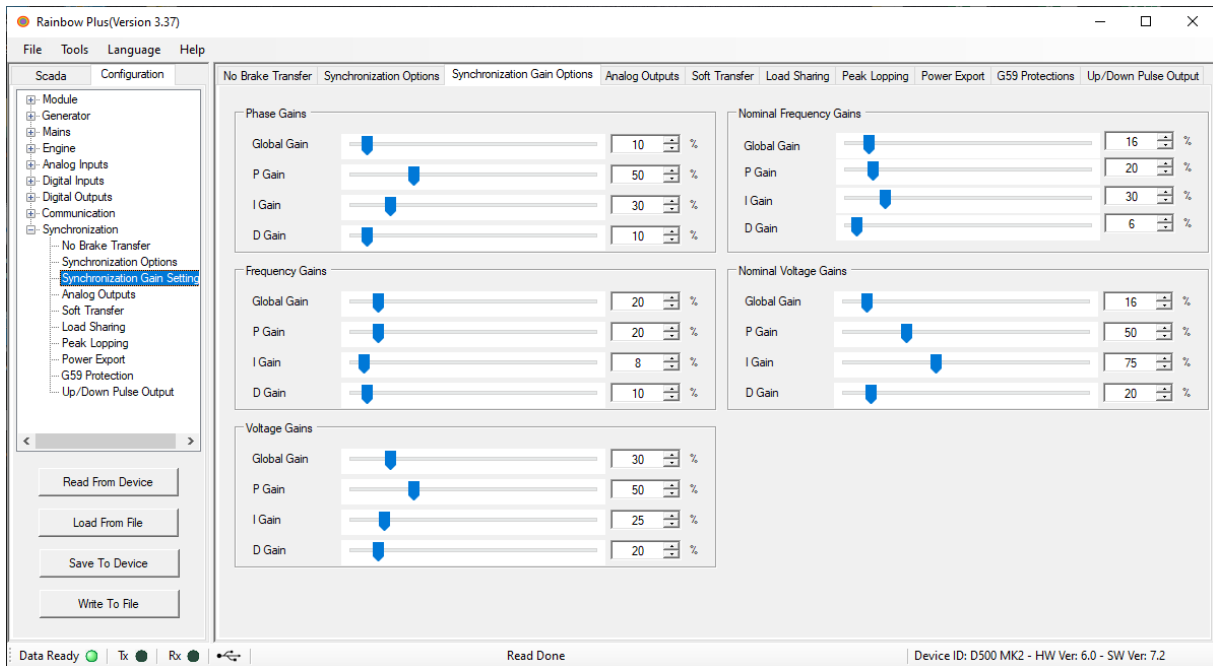 Rainbow Plus(Version 3.37)
File Tools Language Help
Scada Configuration
Module
Generator
Mains
Engine
Analog Inputs
Digital Inputs
Digital Outputs
Communication
Synchronization
No Brake Transfer
Synchronization Options
Synchronization Gain Setting
Analog Outputs
Soft Transfer
Load Sharing
Peak Lopping
Power Export
G59 Protection
Up/Down Pulse Output
Read From Device
Load From File
Save To Device
Write To File
No Brake Transfer Synchronization Options Synchronization Gain Options Analog Outputs Soft Transfer Load Sharing Peak Lopping Power Export G59 Protections Up/Down Pulse Output
Phase Gains
Global Gain 10 %
P Gain 50 %
I Gain 30 %
D Gain 10 %
Frequency Gains
Global Gain 20 %
P Gain 20 %
I Gain 8 %
D Gain 10 %
Voltage Gains
Global Gain 30 %
P Gain 50 %
I Gain 25 %
D Gain 20 %
Nominal Frequency Gains
Global Gain 16 %
P Gain 20 %
I Gain 30 %
D Gain 6 %
Nominal Voltage Gains
Global Gain 16 %
P Gain 50 %
I Gain 75 %
D Gain 20 %
Data Ready Tx Rx Read Done Device ID: D500 MK2 - HW Ver: 6.0 - SW Ver: 7.2